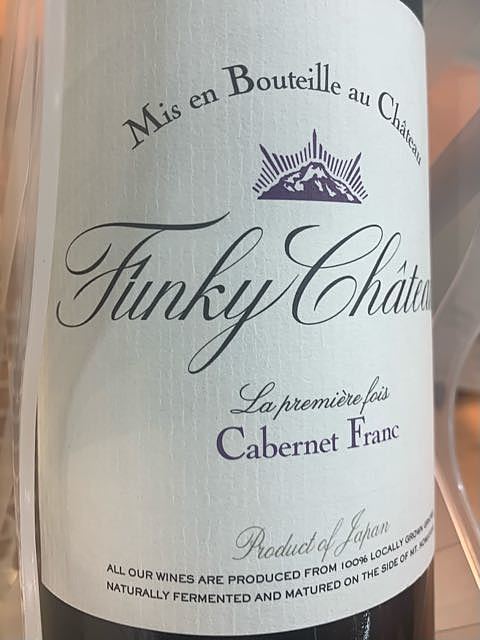 Mis en Bouteille au Château
Funky Château
La première fois
Cabernet Franc
Product of Japan
ALL OUR WINES ARE PRODUCED FROM 100% LOCALLY GROWN
NATURALLY FERMENTED AND MATURED ON THE SIDE OF MT.